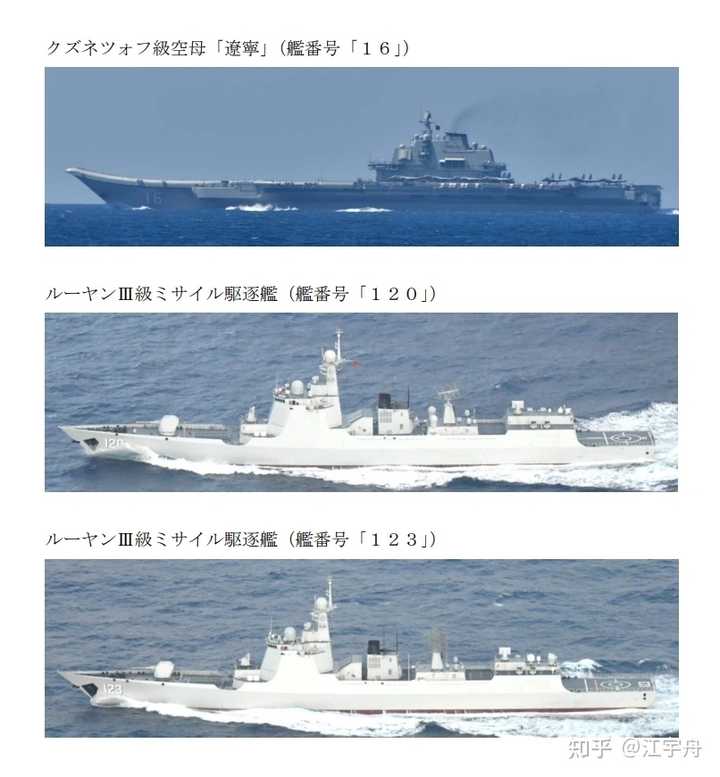 クズネツォフ級空母「遼寧」（艦番号「１６」）
16
ルーヤンⅢ級ミサイル駆逐艦（艦番号「１２０」）
120
ルーヤンⅢ級ミサイル駆逐艦（艦番号「１２３」）
123
知乎 @江宇舟